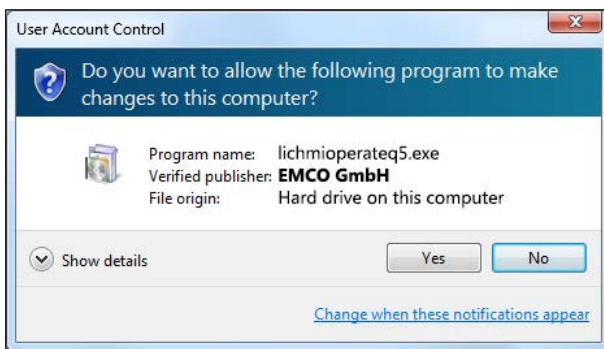 User Account Control
Do you want to allow the following program to make
changes to this computer?
Program name: lichmioperateq5.exe
Verified publisher: EMCO GmbH
File origin: Hard drive on this computer
Show details
Yes
No
Change when these notifications appear